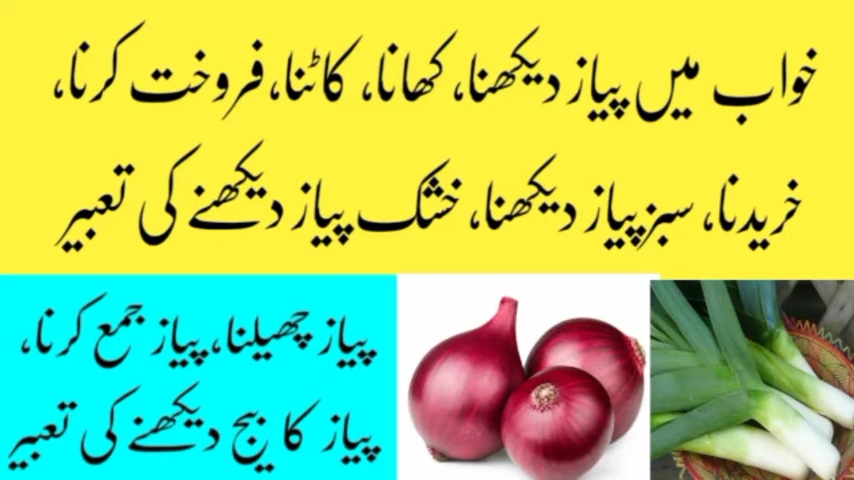 خواب میں پیاز دیکھنا، کھانا، کاٹنا، فروخت کرنا،
خریدنا، سبز پیاز دیکھنا، خشک پیاز دیکھنے کی تعبیر
پیاز چھیلنا، پیاز جمع کرنا،
پیاز کا بیج دیکھنے کی تعبیر